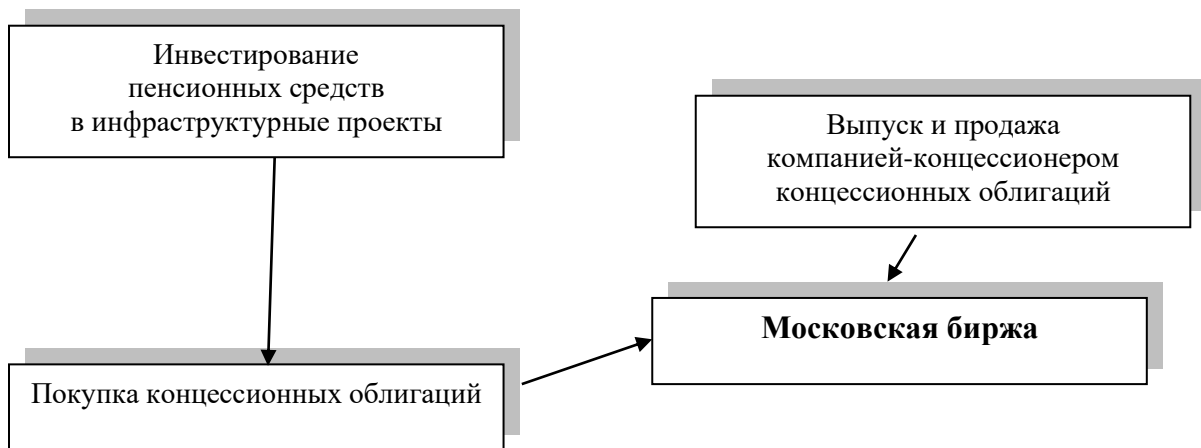 Инвестирование
пенсионных средств
в инфраструктурные проекты
Выпуск и продажа
компанией-концессионером
концессионных облигаций
Московская биржа
Покупка концессионных облигаций